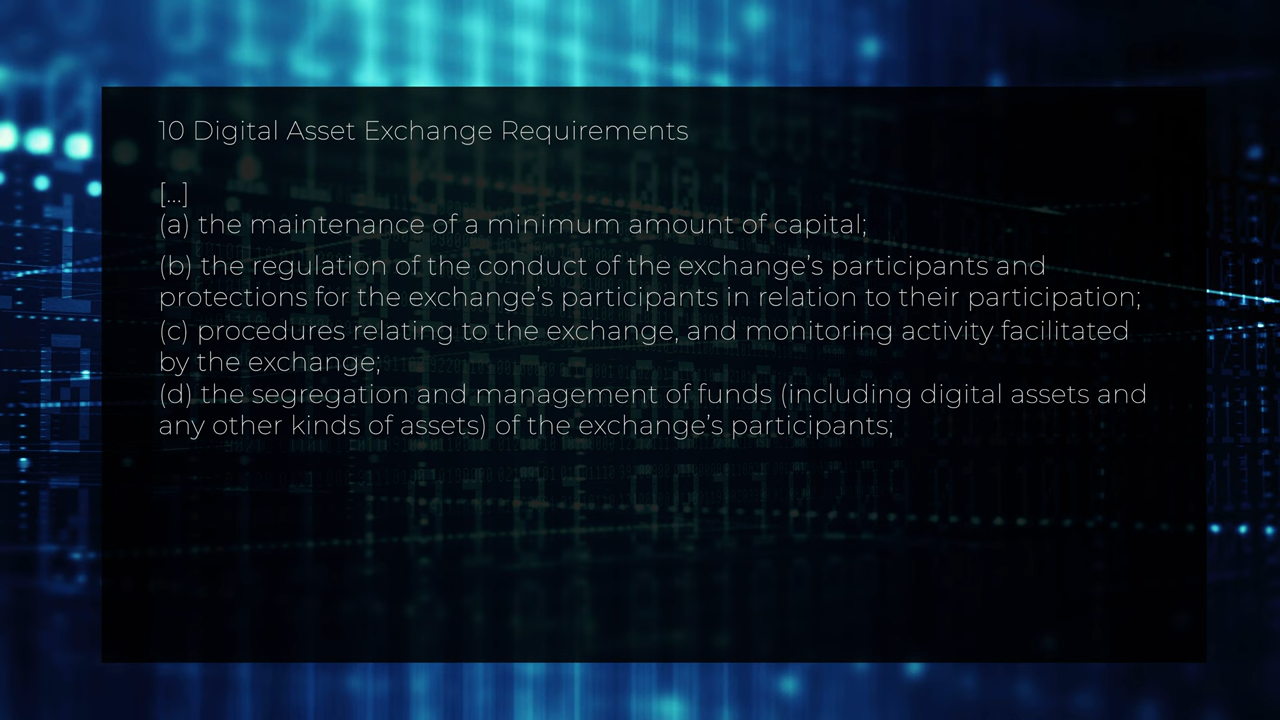 10 Digital Asset Exchange Requirements
[...]
(a) the maintenance of a minimum amount of capital;
(b) the regulation of the conduct of the exchange’s participants and
protections for the exchange’s participants in relation to their participation;
(c) procedures relating to the exchange, and monitoring activity facilitated
by the exchange;
(d) the segregation and management of funds (including digital assets and
any other kinds of assets) of the exchange’s participants;